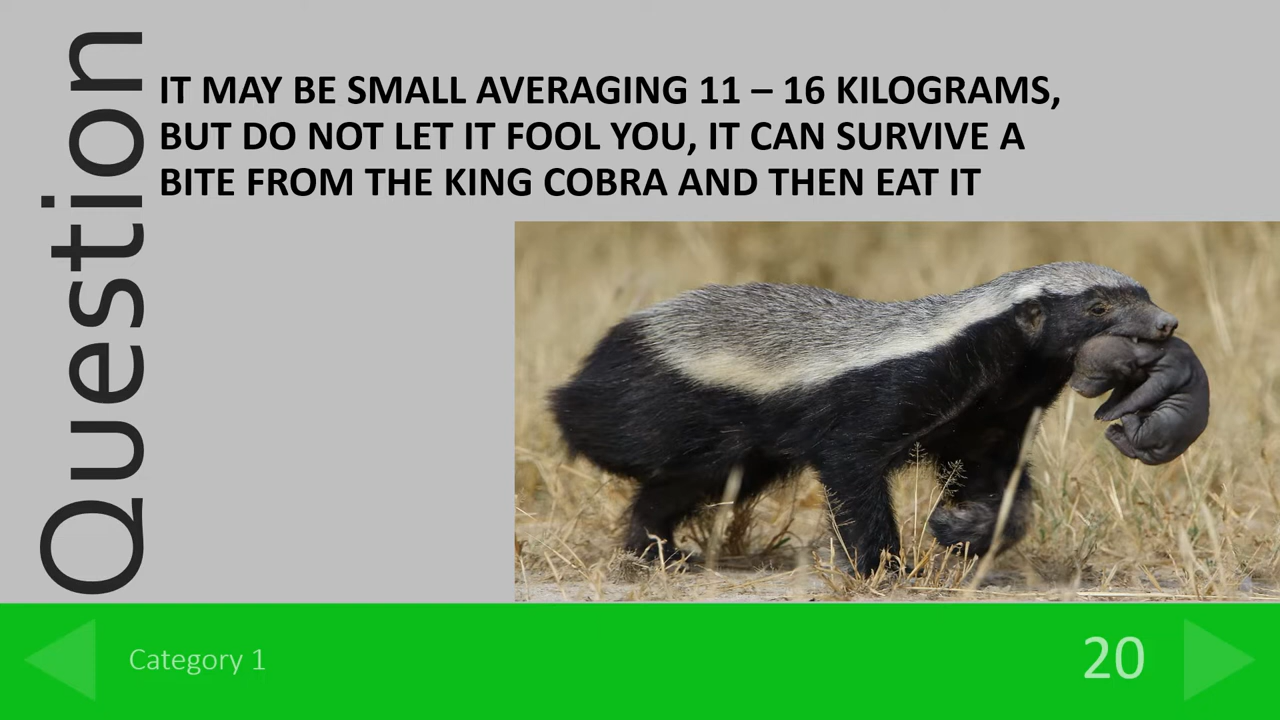 Question
IT MAY BE SMALL AVERAGING 11 – 16 KILOGRAMS,
BUT DO NOT LET IT FOOL YOU, IT CAN SURVIVE A
BITE FROM THE KING COBRA AND THEN EAT IT
Category 1
20